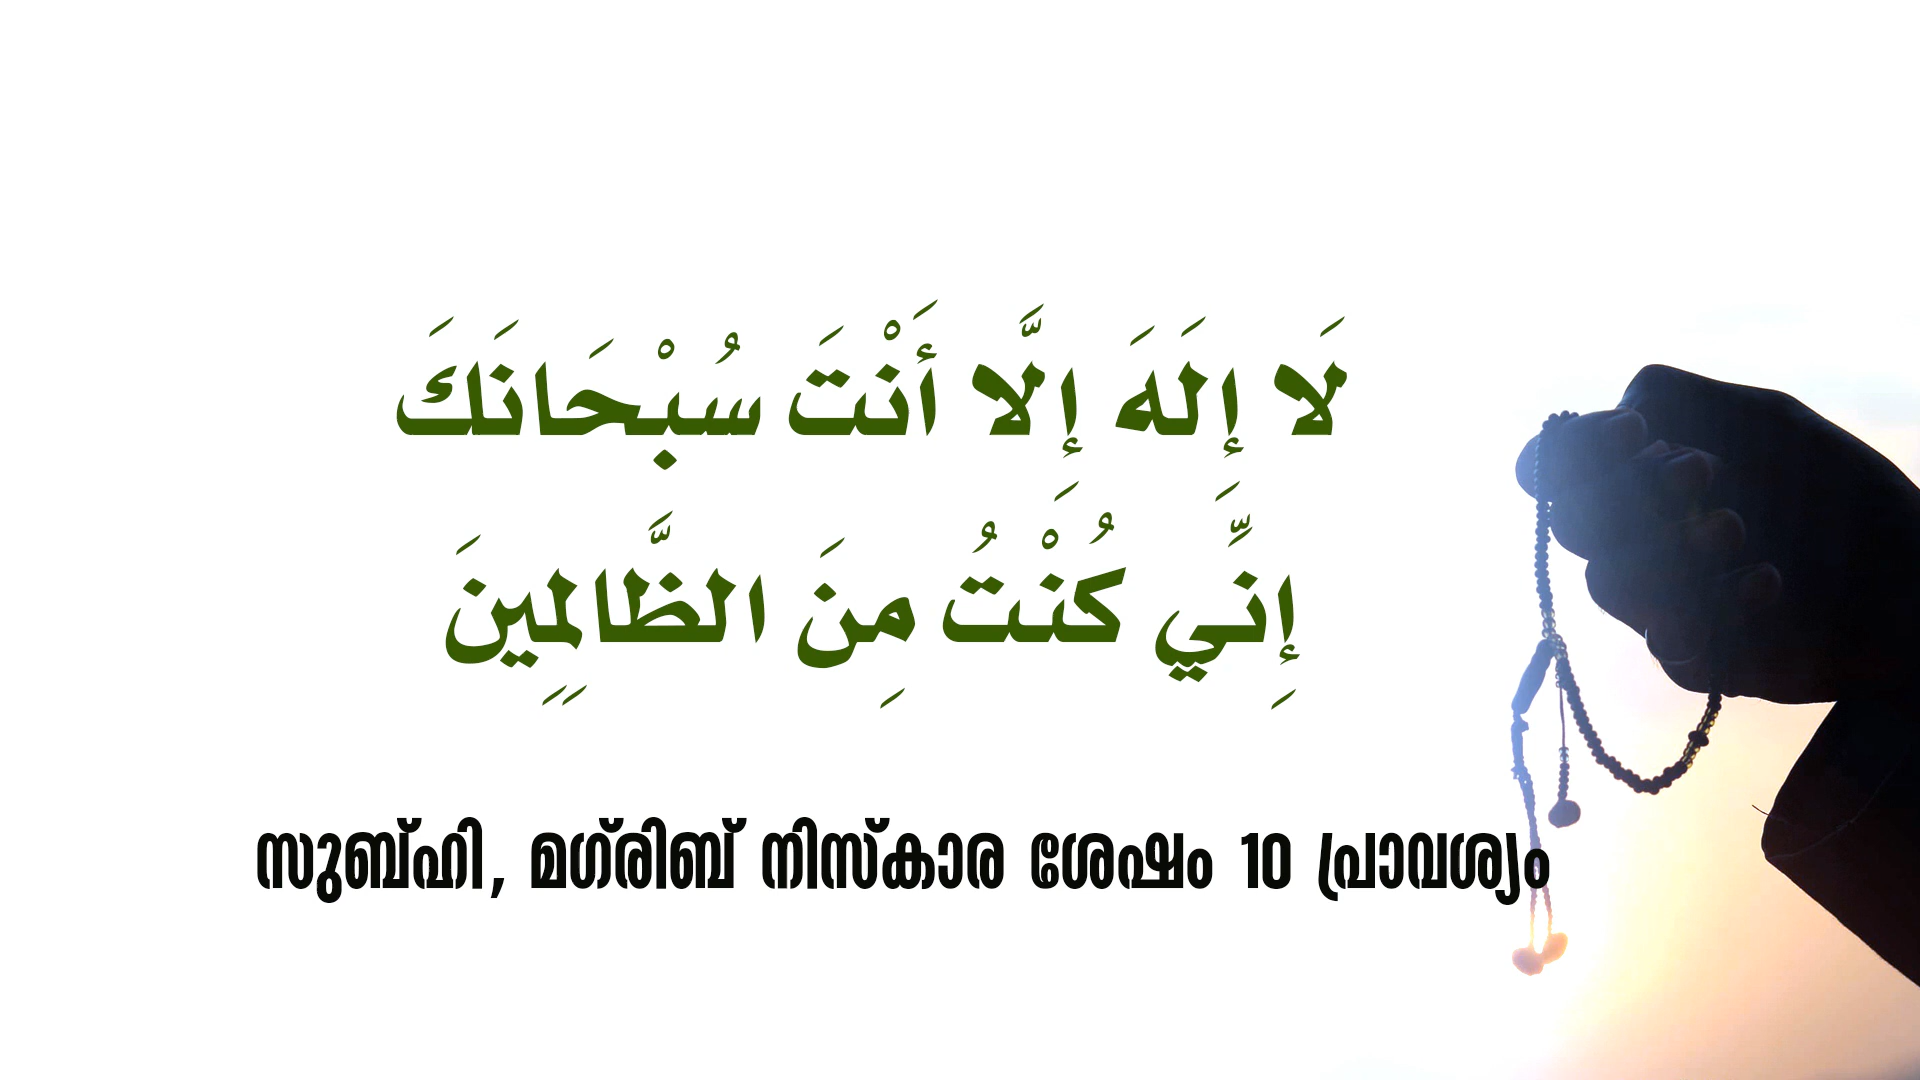 لَا إِلَهَ إِلَّا أَنْتَ سُبْحَانَكَ
إِنِّي كُنْتُ مِنَ الظَّالِمِينَ
സുബ്ഹി, മഗ്‌രിബ് നിസ്കാര ശേഷം 10 പ്രാവശ്യം